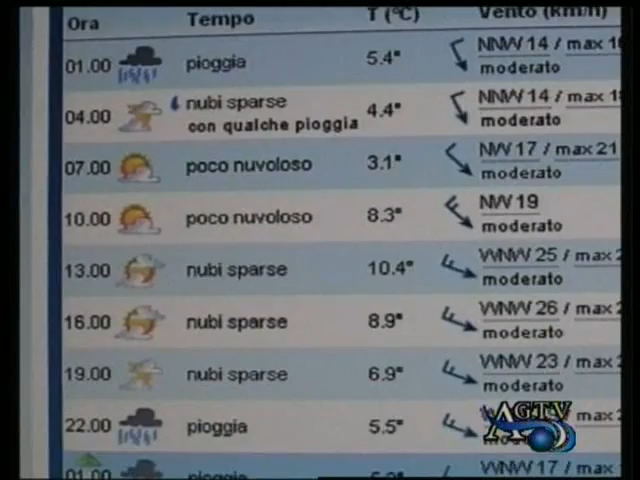 Ora Tempo T (°C) Vento (km/h)
01.00 pioggia 5.4° NNW 14 / max
moderato
04.00 nubi sparse 4.4° NNW 14 / max
con qualche pioggia moderato
07.00 poco nuvoloso 3.1° NW 17 / max 21
moderato
10.00 poco nuvoloso 8.3° NW 19
moderato
13.00 nubi sparse 10.4° WNW 25 / max
moderato
16.00 nubi sparse 8.9° WNW 26 / max
moderato
19.00 nubi sparse 6.9° WNW 23 / max
moderato
22.00 pioggia 5.5° max
AGTV
01.00 pioggia WNW 17 / max